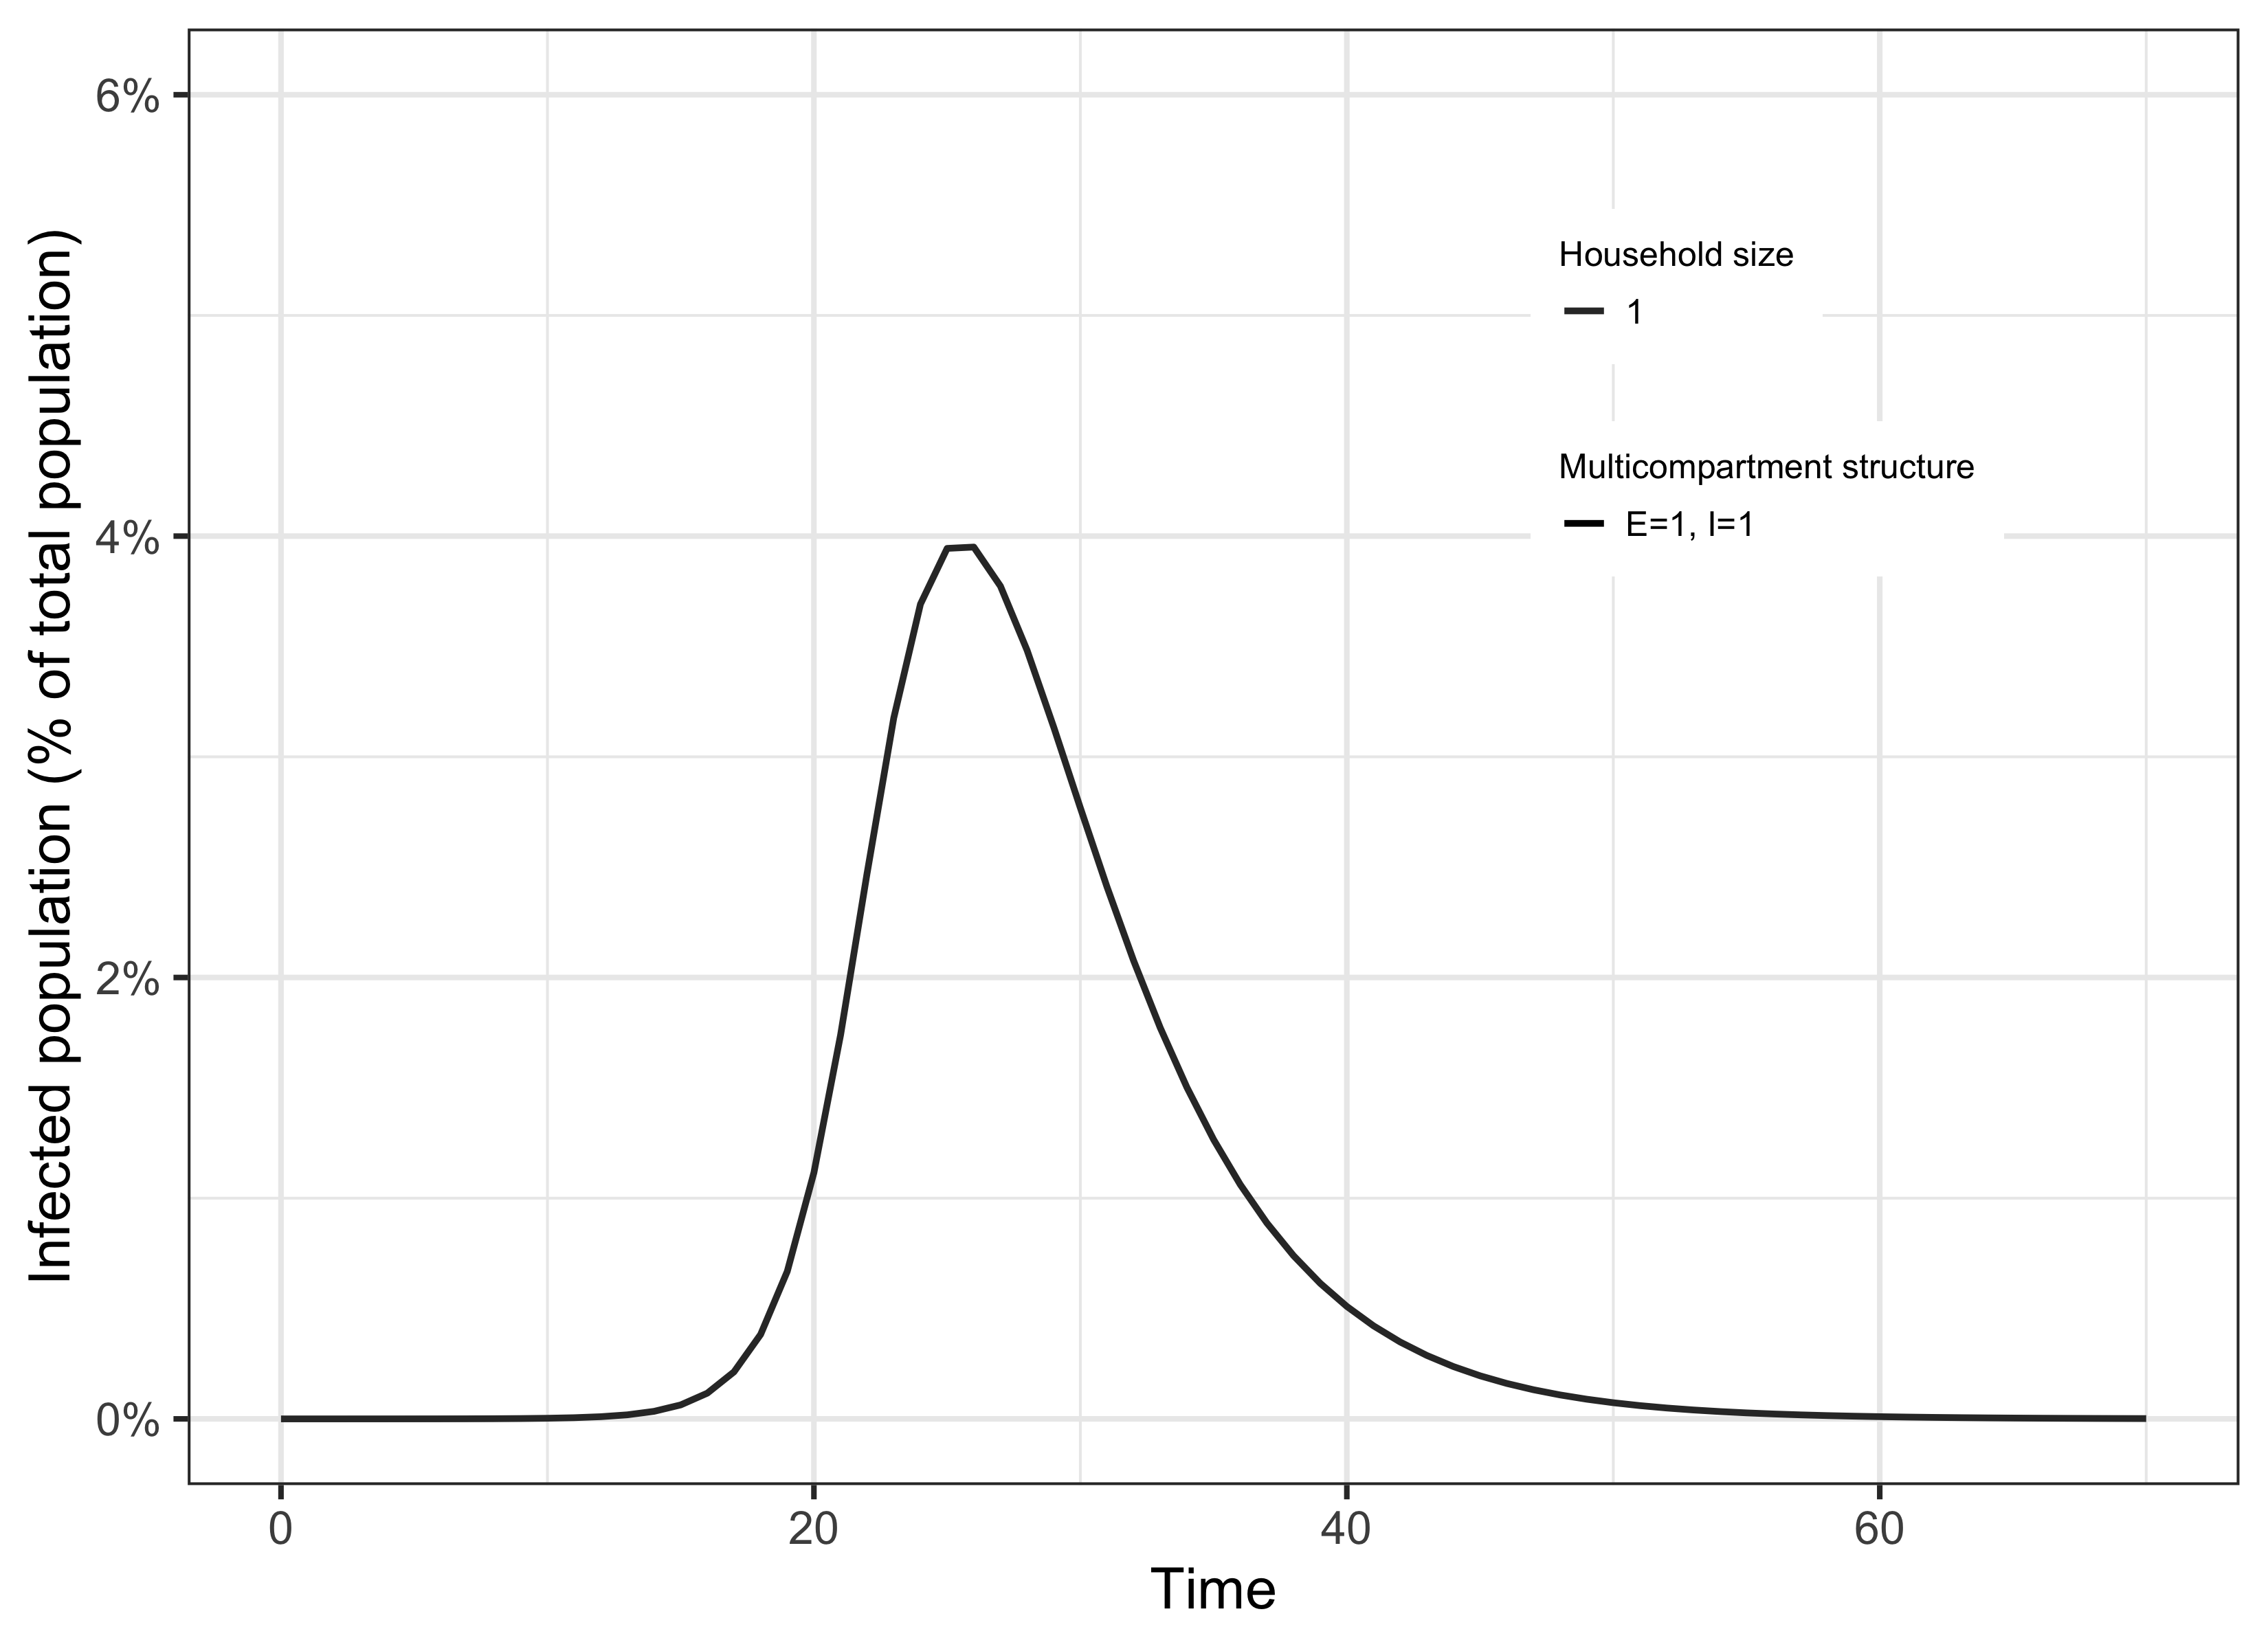 Infected population (% of total population)
6%
4%
2%
0%
Household size
1
Multicompartment structure
E=1, I=1
0
20
40
60
Time